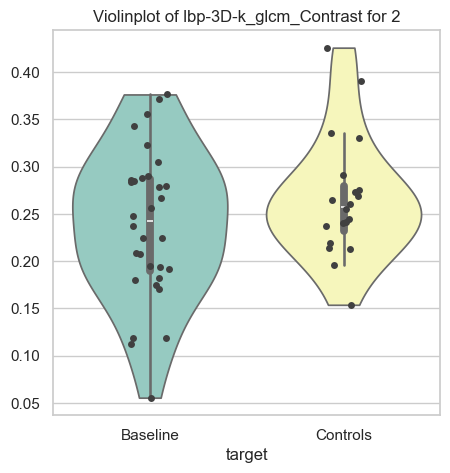 Violinplot of lbp-3D-k_glcm_Contrast for 2
0.40
0.35
0.30
0.25
0.20
0.15
0.10
0.05
Baseline
Controls
target